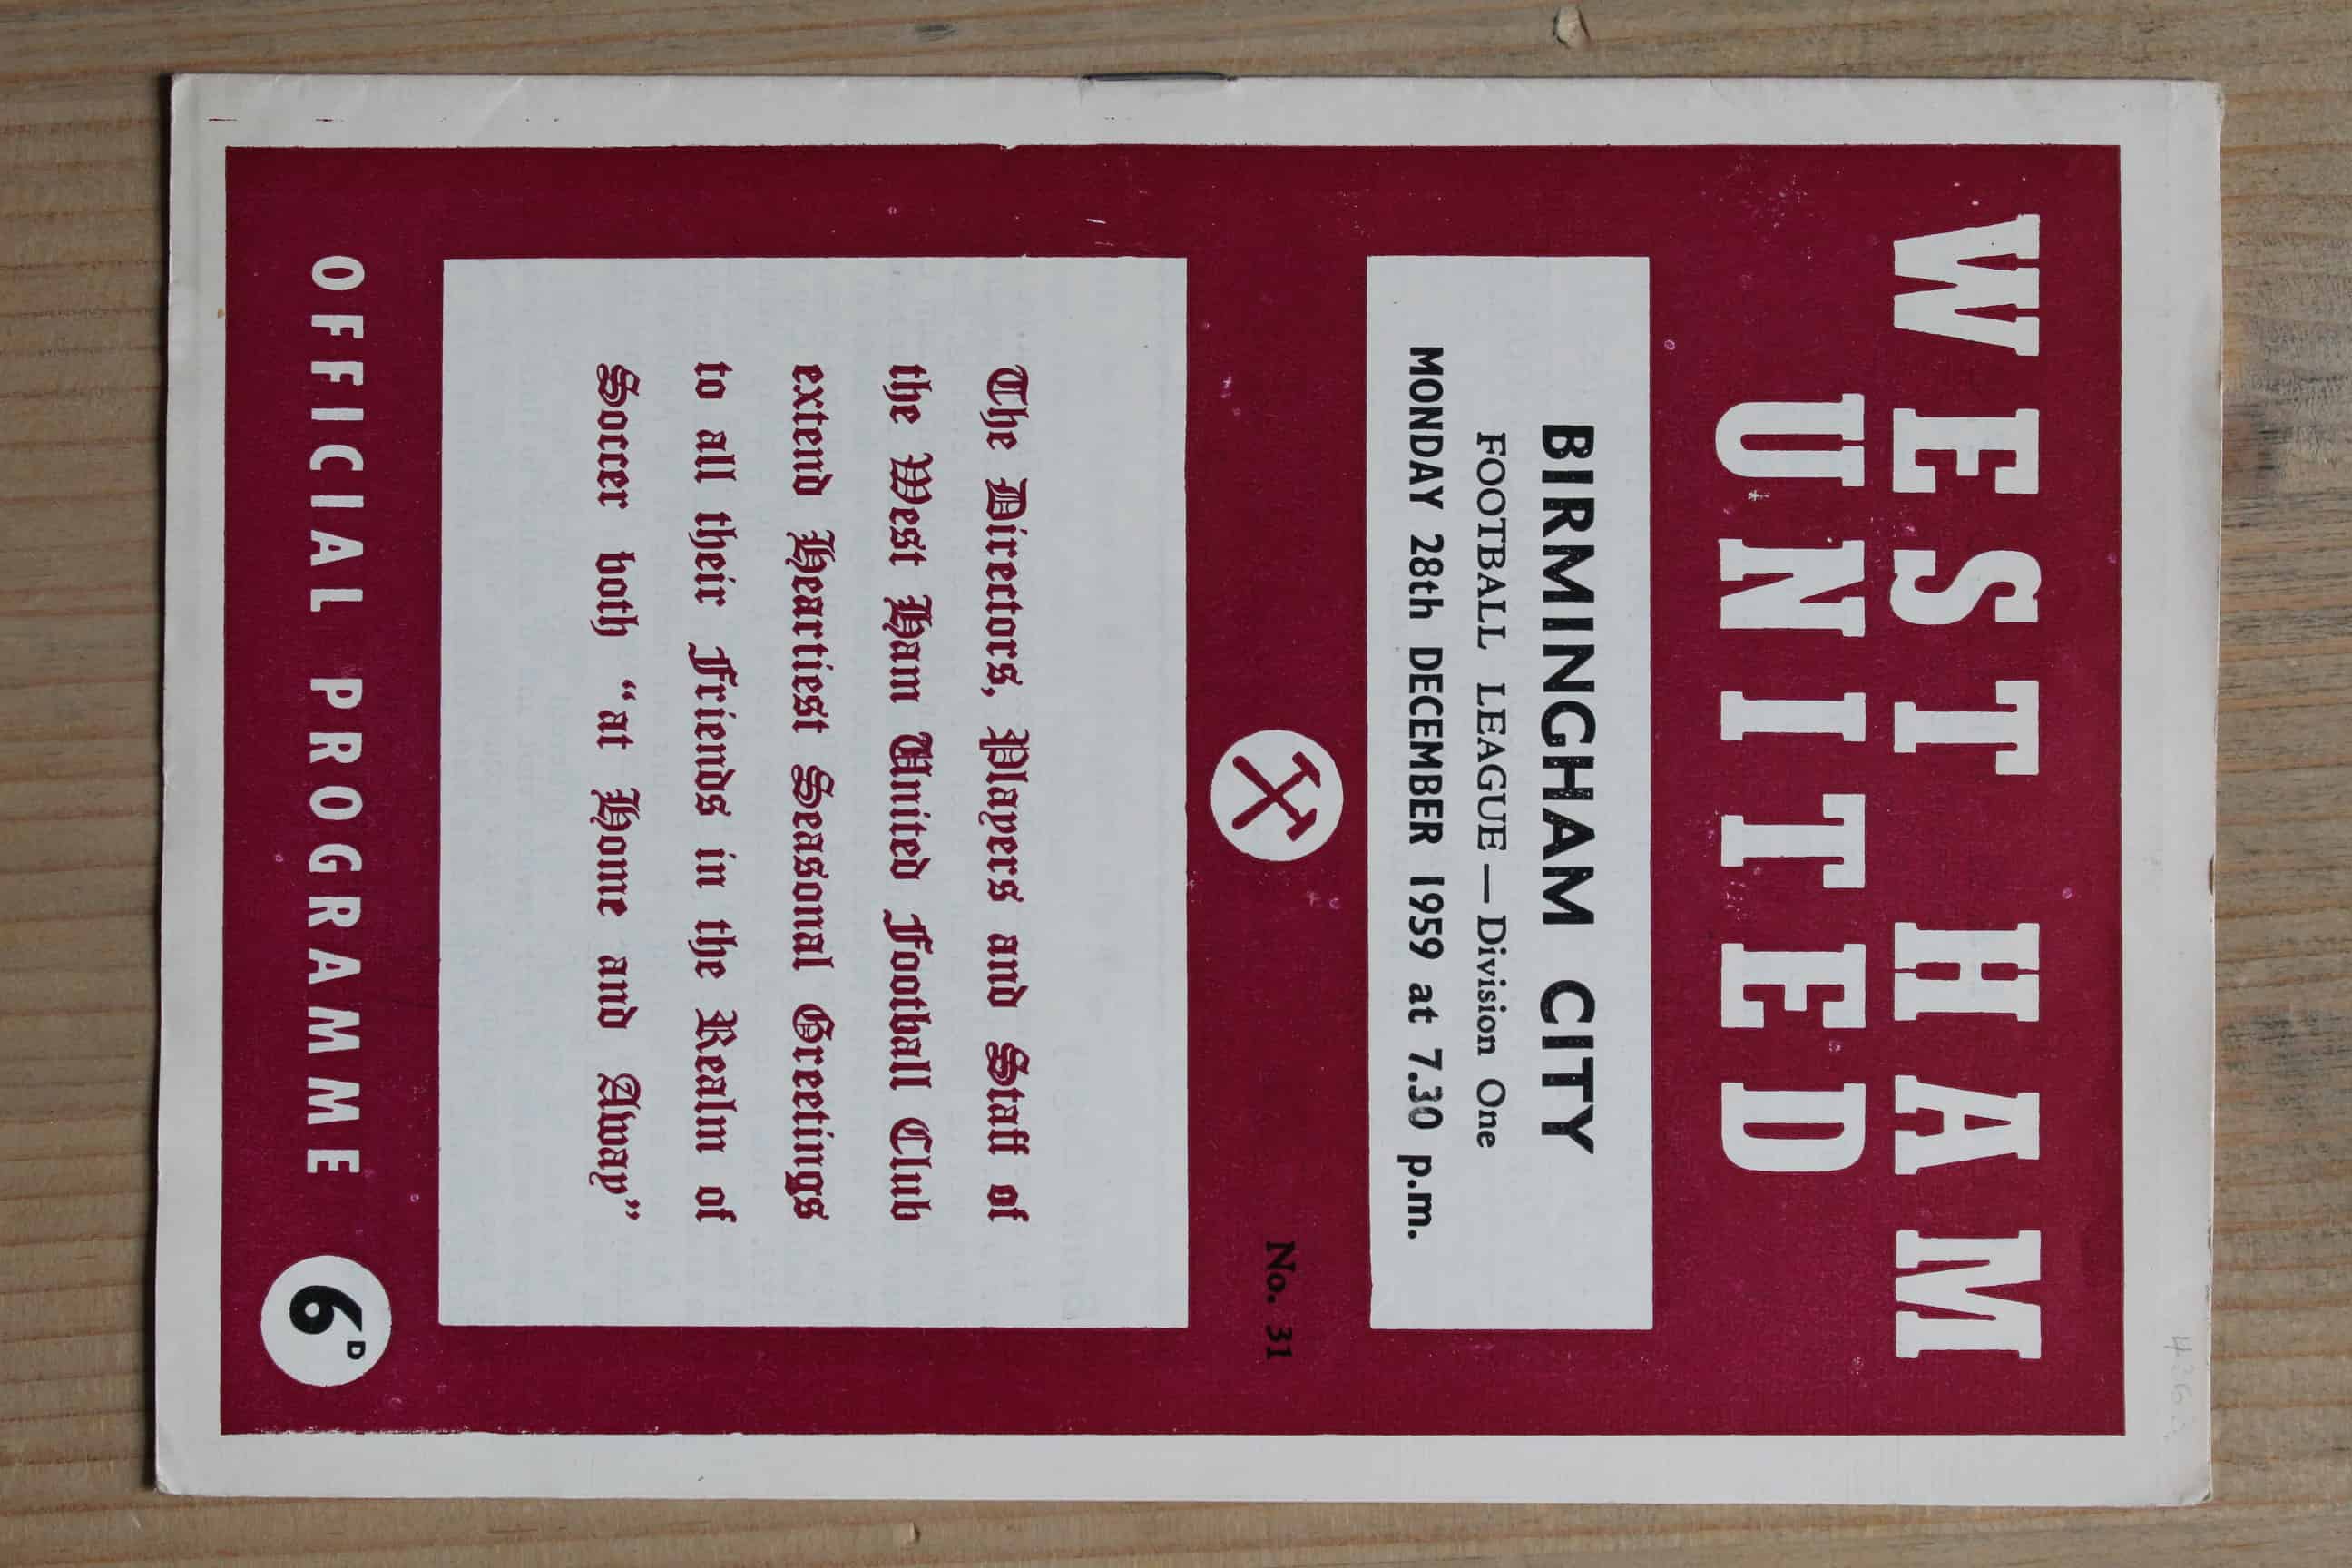 WEST HAM
UNITED
BIRMINGHAM CITY
FOOTBALL LEAGUE — Division One
MONDAY 28th DECEMBER 1959 at 7.30 p.m.
No. 31
The Directors, Players and Staff of
the West Ham United Football Club
extend Heartiest Seasonal Greetings
to all their Friends in the Realm of
Soccer both "at Home and Away"
OFFICIAL PROGRAMME
6D